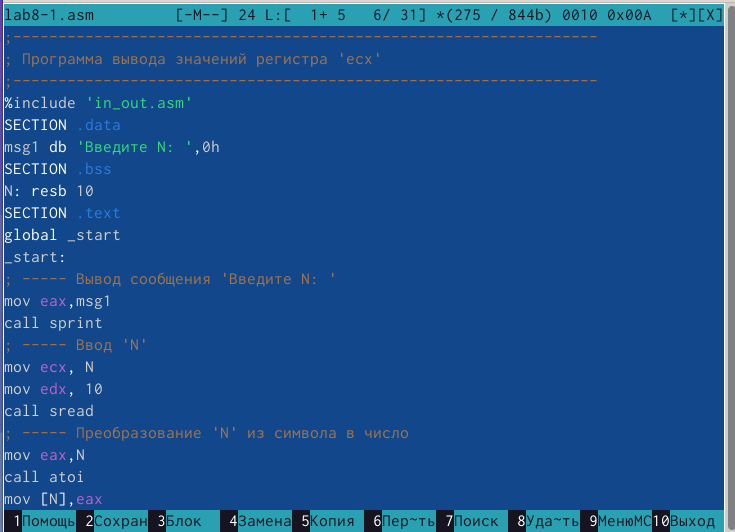 lab8-1.asm [-M--] 24 L:[ 1+ 5 6/ 31] *(275 / 844b) 0010 0x00A [*][X]
;-----------------------------------------------------------------
; Программа вывода значений регистра 'ecx'
;-----------------------------------------------------------------
%include 'in_out.asm'
SECTION .data
msg1 db 'Введите N: ',0h
SECTION .bss
N: resb 10
SECTION .text
global _start
_start:
; ----- Вывод сообщения 'Введите N: '
mov eax,msg1
call sprint
; ----- Ввод 'N'
mov ecx, N
mov edx, 10
call sread
; ----- Преобразование 'N' из символа в число
mov eax,N
call atoi
mov [N],eax
1Помощь 2Сохран 3Блок 4Замена 5Копия 6Пер~ть 7Поиск 8Уда~ть 9МенюМС 10Выход